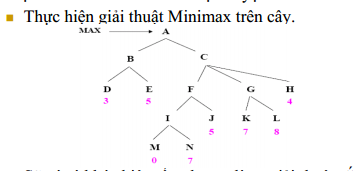 Thực hiện giải thuật Minimax trên cây.
MAX A
B C
D E F G H
3 5 4
I J K L
5 7 8
M N
0 7